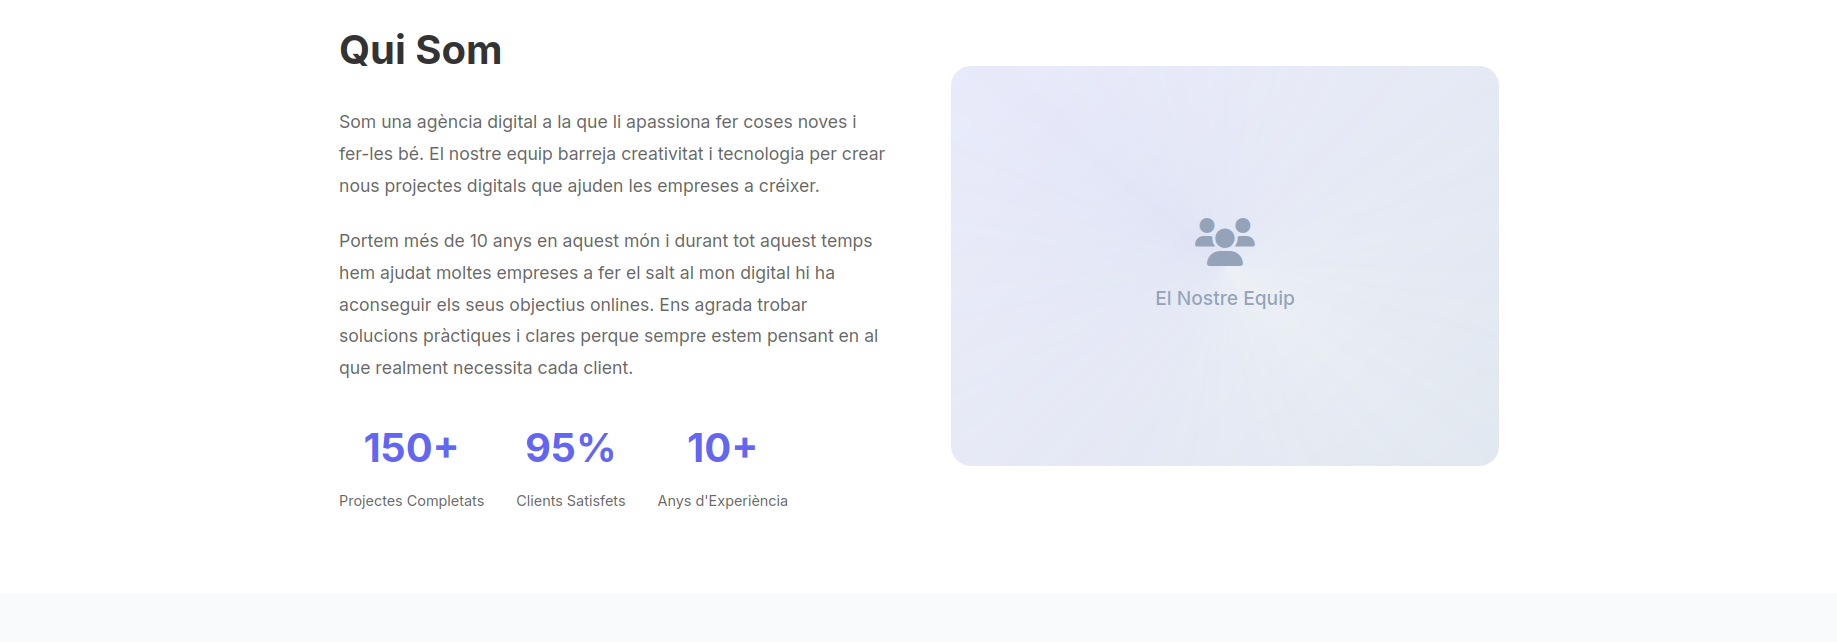 Qui Som
Som una agència digital a la que li apassiona fer coses noves i
fer-les bé. El nostre equip barreja creativitat i tecnologia per crear
nous projectes digitals que ajuden les empreses a créixer.
Portem més de 10 anys en aquest món i durant tot aquest temps
hem ajudat moltes empreses a fer el salt al mon digital hi ha
aconseguir els seus objectius onlines. Ens agrada trobar
solucions pràctiques i clares perque sempre estem pensant en al
que realment necessita cada client.
150+ 95% 10+
Projectes Completats Clients Satisfets Anys d'Experiència
El Nostre Equip